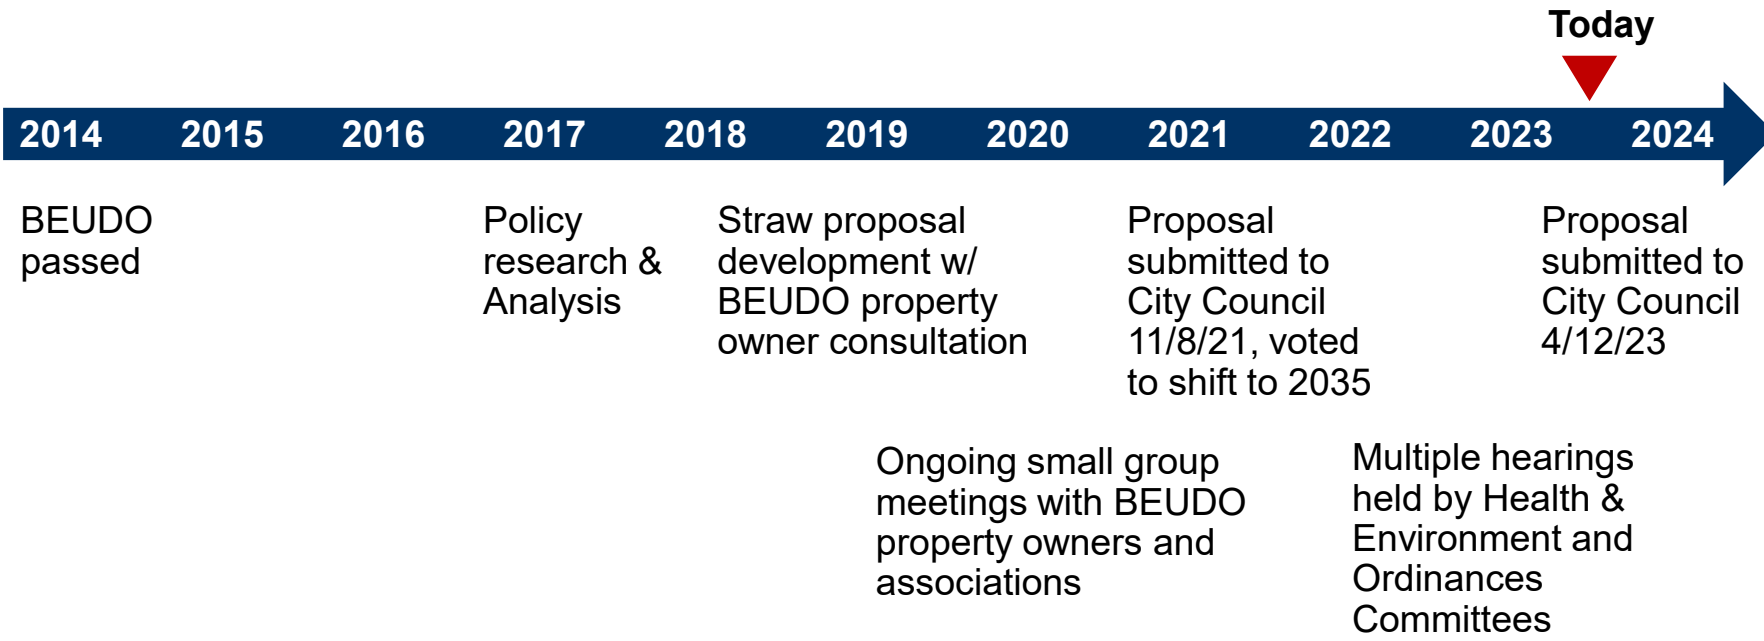 Today
2014 2015 2016 2017 2018 2019 2020 2021 2022 2023 2024
BEUDO
passed
Policy
research &
Analysis
Straw proposal
development w/
BEUDO property
owner consultation
Proposal
submitted to
City Council
11/8/21, voted
to shift to 2035
Proposal
submitted to
City Council
4/12/23
Ongoing small group
meetings with BEUDO
property owners and
associations
Multiple hearings
held by Health &
Environment and
Ordinances
Committees